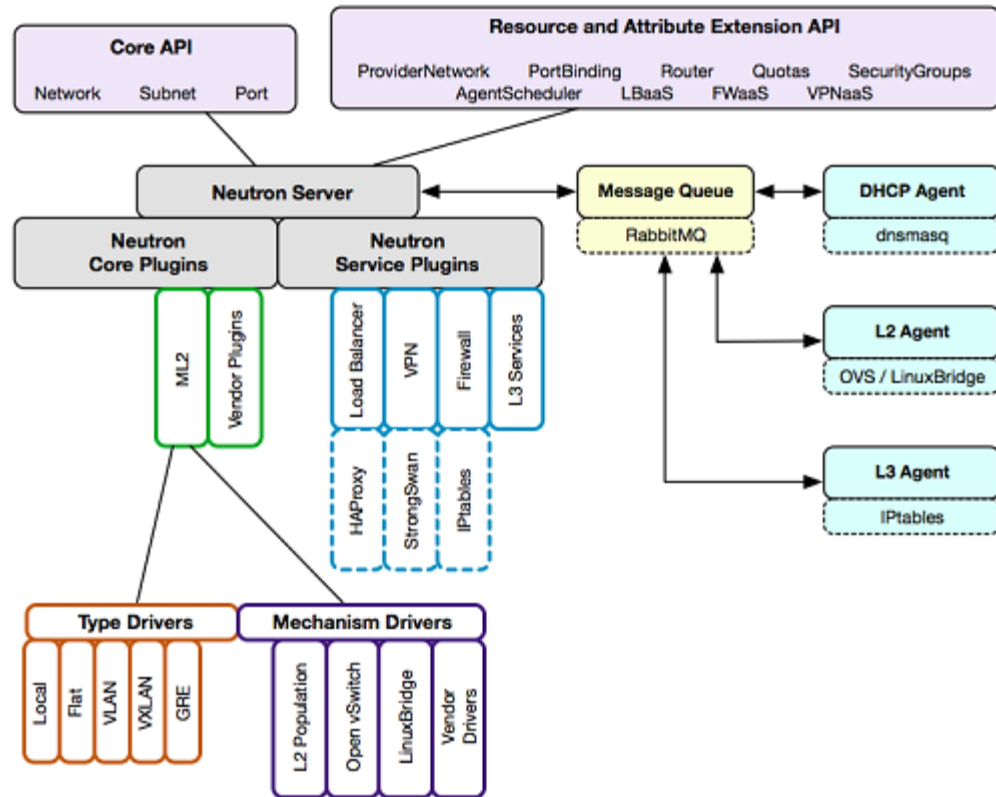 Core API
Network Subnet Port
Resource and Attribute Extension API
ProviderNetwork PortBinding Router Quotas SecurityGroups
AgentScheduler LBaaS FWaaS VPNaaS
Neutron Server
Message Queue
RabbitMQ
DHCP Agent
dnsmasq
Neutron
Core Plugins
Neutron
Service Plugins
ML2
Vendor Plugins
Load Balancer
VPN
Firewall
L3 Services
HAProxy
StrongSwan
IPtables
L2 Agent
OVS / LinuxBridge
L3 Agent
IPtables
Type Drivers
Local
Flat
VLAN
VXLAN
GRE
Mechanism Drivers
L2 Population
Open vSwitch
LinuxBridge
Vendor
Drivers